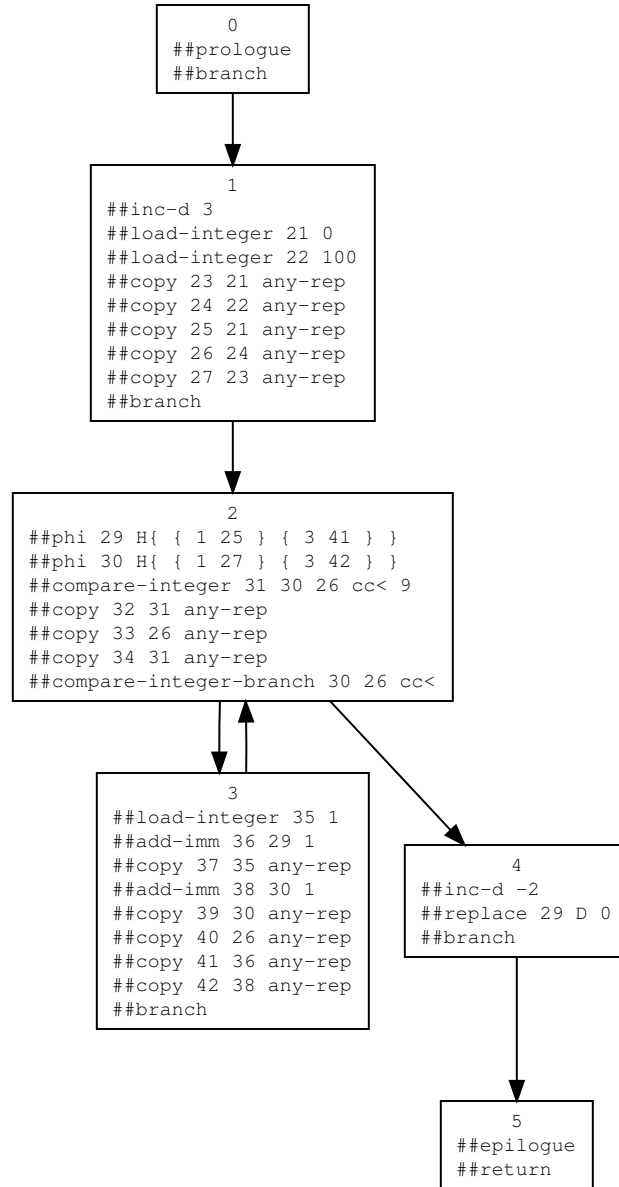 0
##prologue
##branch
1
##inc-d 3
##load-integer 21 0
##load-integer 22 100
##copy 23 21 any-rep
##copy 24 22 any-rep
##copy 25 21 any-rep
##copy 26 24 any-rep
##copy 27 23 any-rep
##branch
2
##phi 29 H{ { 1 25 } { 3 41 } }
##phi 30 H{ { 1 27 } { 3 42 } }
##compare-integer 31 30 26 cc< 9
##copy 32 31 any-rep
##copy 33 26 any-rep
##copy 34 31 any-rep
##compare-integer-branch 30 26 cc<
3
##load-integer 35 1
##add-imm 36 29 1
##copy 37 35 any-rep
##add-imm 38 30 1
##copy 39 30 any-rep
##copy 40 26 any-rep
##copy 41 36 any-rep
##copy 42 38 any-rep
##branch
4
##inc-d -2
##replace 29 D 0
##branch
5
##epilogue
##return